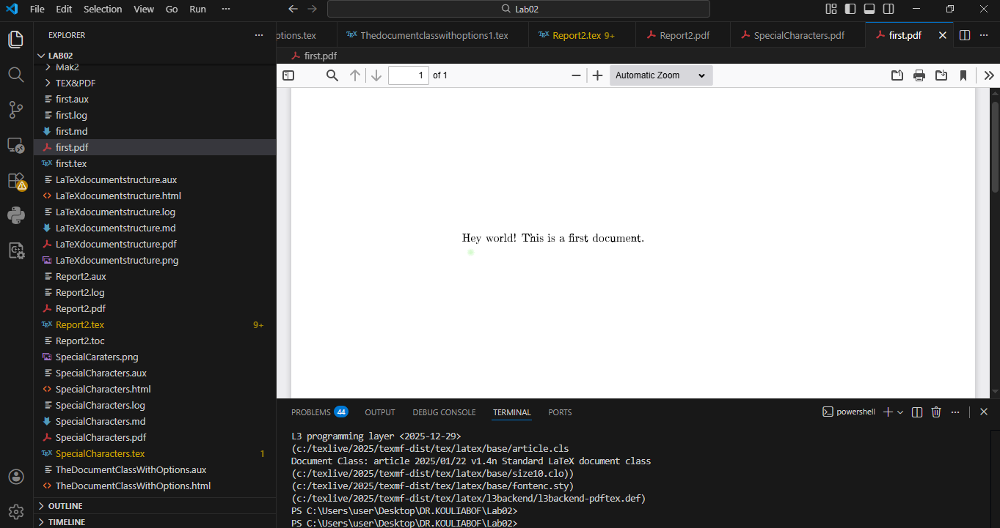 File Edit Selection View Go Run ··· Lab02
EXPLORER ···
LAB02
Mak2
TEX&PDF
first.aux
first.log
first.md
first.pdf
TEX first.tex
LaTeXdocumentstructure.aux
<> LaTeXdocumentstructure.html
LaTeXdocumentstructure.log
LaTeXdocumentstructure.md
LaTeXdocumentstructure.pdf
LaTeXdocumentstructure.png
Report2.aux
Report2.log
Report2.pdf
TEX Report2.tex 9+
Report2.toc
SpecialCaraters.png
SpecialCharacters.aux
<> SpecialCharacters.html
SpecialCharacters.log
SpecialCharacters.md
SpecialCharacters.pdf
TEX SpecialCharacters.tex 1
TheDocumentClassWithOptions.aux
<> TheDocumentClassWithOptions.html
OUTLINE
TIMELINE
ptions.tex TEX Thedocumentclasswithoptions1.tex TEX Report2.tex 9+ Report2.pdf SpecialCharacters.pdf first.pdf ···
first.pdf
1 of 1 Automatic Zoom
Hey world! This is a first document.
PROBLEMS 44 OUTPUT DEBUG CONSOLE TERMINAL PORTS powershell ···
L3 programming layer <2025-12-29>
(c:/texlive/2025/texmf-dist/tex/latex/base/article.cls
Document Class: article 2025/01/22 v1.4n Standard LaTeX document class
(c:/texlive/2025/texmf-dist/tex/latex/base/size10.clo))
(c:/texlive/2025/texmf-dist/tex/latex/base/fontenc.sty)
(c:/texlive/2025/texmf-dist/tex/latex/l3backend/l3backend-pdftex.def)
PS C:\Users\user\Desktop\DR.KOULIABOF\Lab02>
PS C:\Users\user\Desktop\DR.KOULIABOF\Lab02>